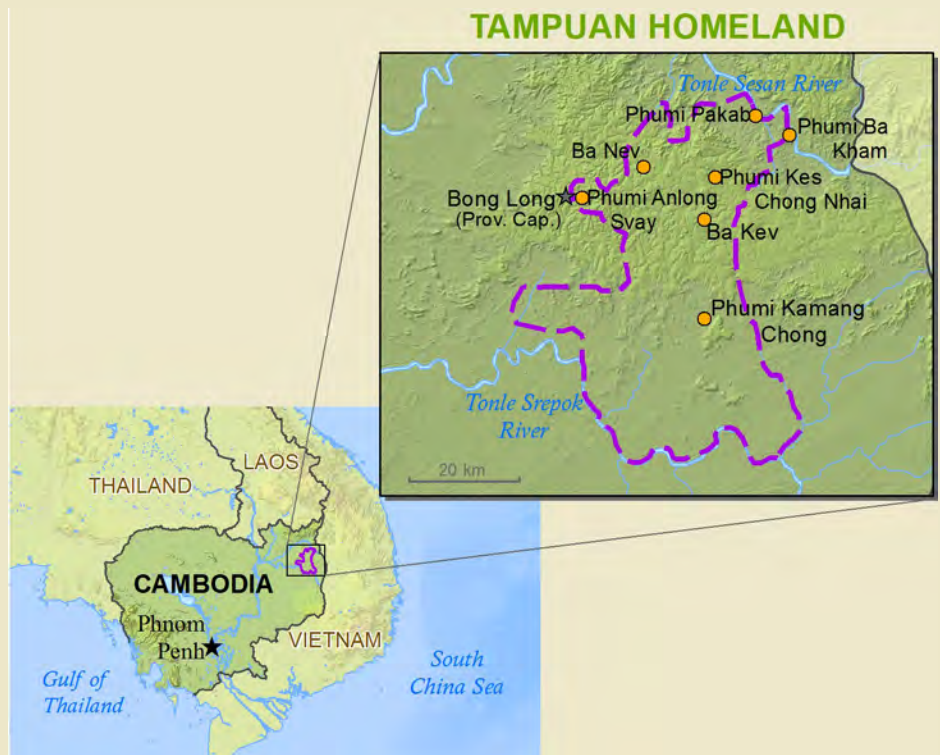 TAMPUAN HOMELAND
Tonle Sesan River
Phumi Pakab
Phumi Ba
Kham
Ba Nev
Phumi Kes
Chong Nhai
Bong Long
(Prov. Cap.)
Phumi Anlong
Svay
Ba Kev
Phumi Kamang
Chong
Tonle Srepok
River
20 km
LAOS
THAILAND
CAMBODIA
Phnom
Penh
VIETNAM
Gulf of
Thailand
South
China Sea